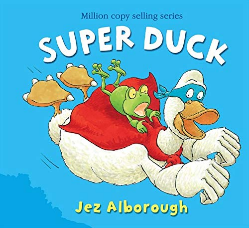 Million copy selling series
SUPER DUCK
Jez Alborough